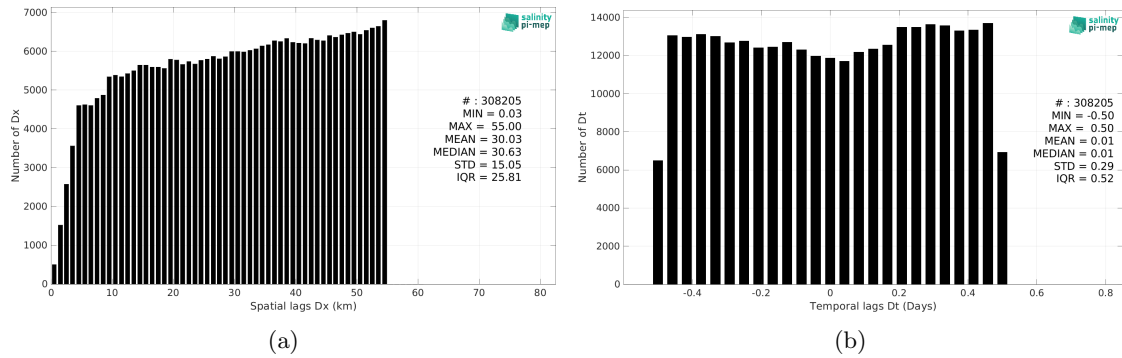 Number of Dx
7000
6000
5000
4000
3000
2000
1000
0
0 10 20 30 40 50 60 70 80
Spatial lags Dx (km)
salinity
pi-mep
# : 308205
MIN = 0.03
MAX = 55.00
MEAN = 30.03
MEDIAN = 30.63
STD = 15.05
IQR = 25.81
(a)
Number of Dt
14000
12000
10000
8000
6000
4000
2000
0
-0.4 -0.2 0 0.2 0.4 0.6 0.8
Temporal lags Dt (Days)
salinity
pi-mep
# : 308205
MIN = -0.50
MAX = 0.50
MEAN = 0.01
MEDIAN = 0.01
STD = 0.29
IQR = 0.52
(b)